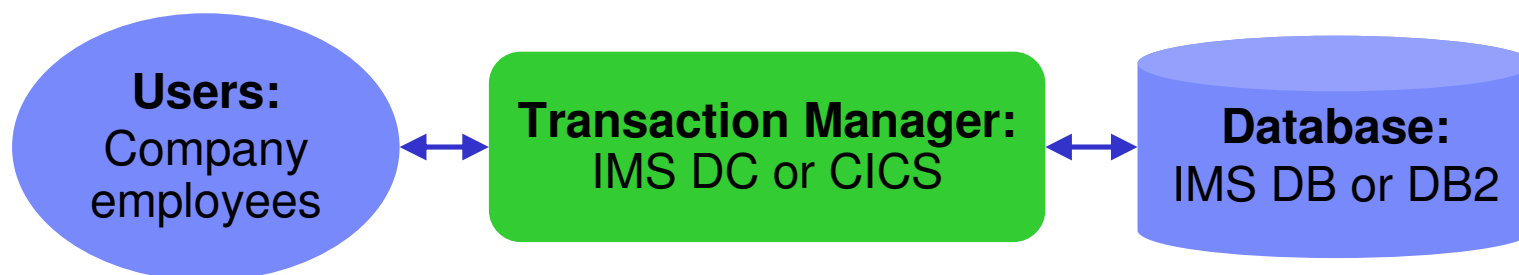 Users:
Company
employees
Transaction Manager:
IMS DC or CICS
Database:
IMS DB or DB2